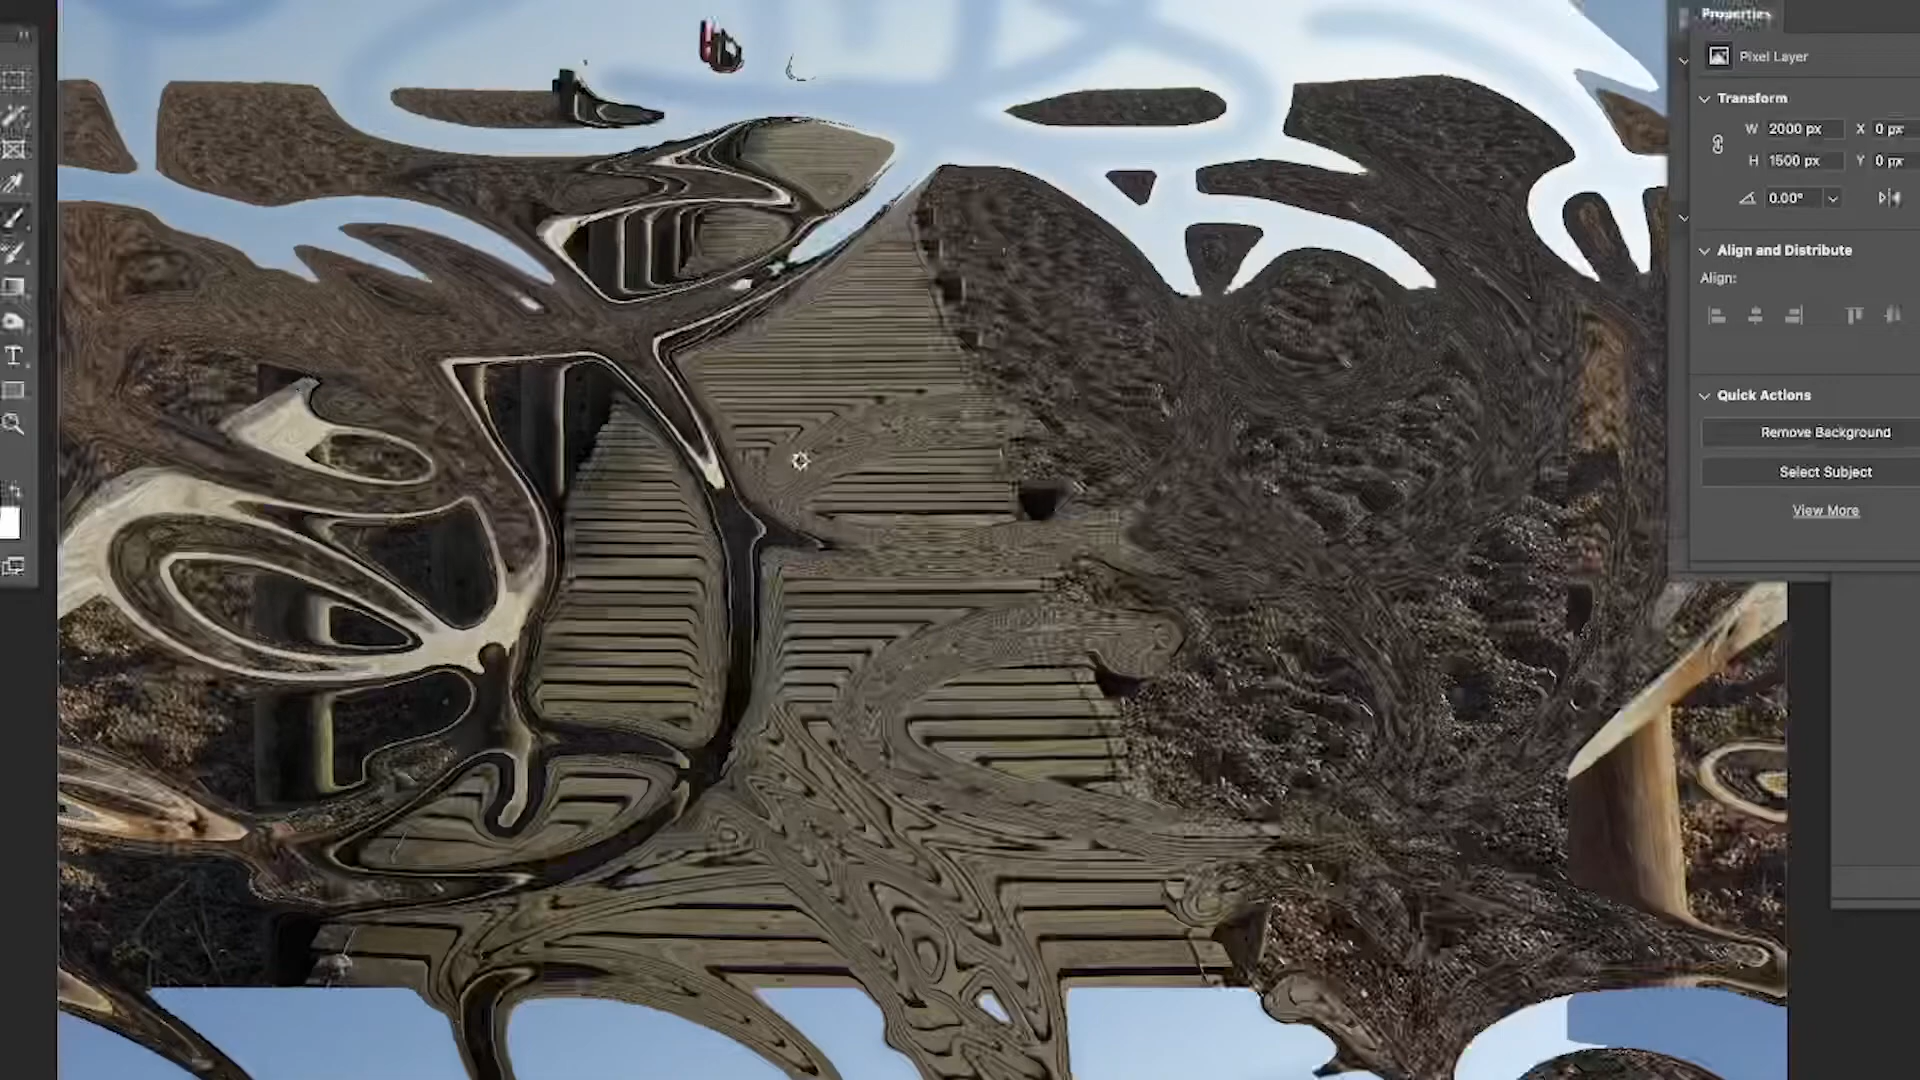 Properties
Pixel Layer
Transform
W 2000 px X 0 px
H 1500 px Y 0 px
0.00°
Align and Distribute
Align:
Quick Actions
Remove Background
Select Subject
View More